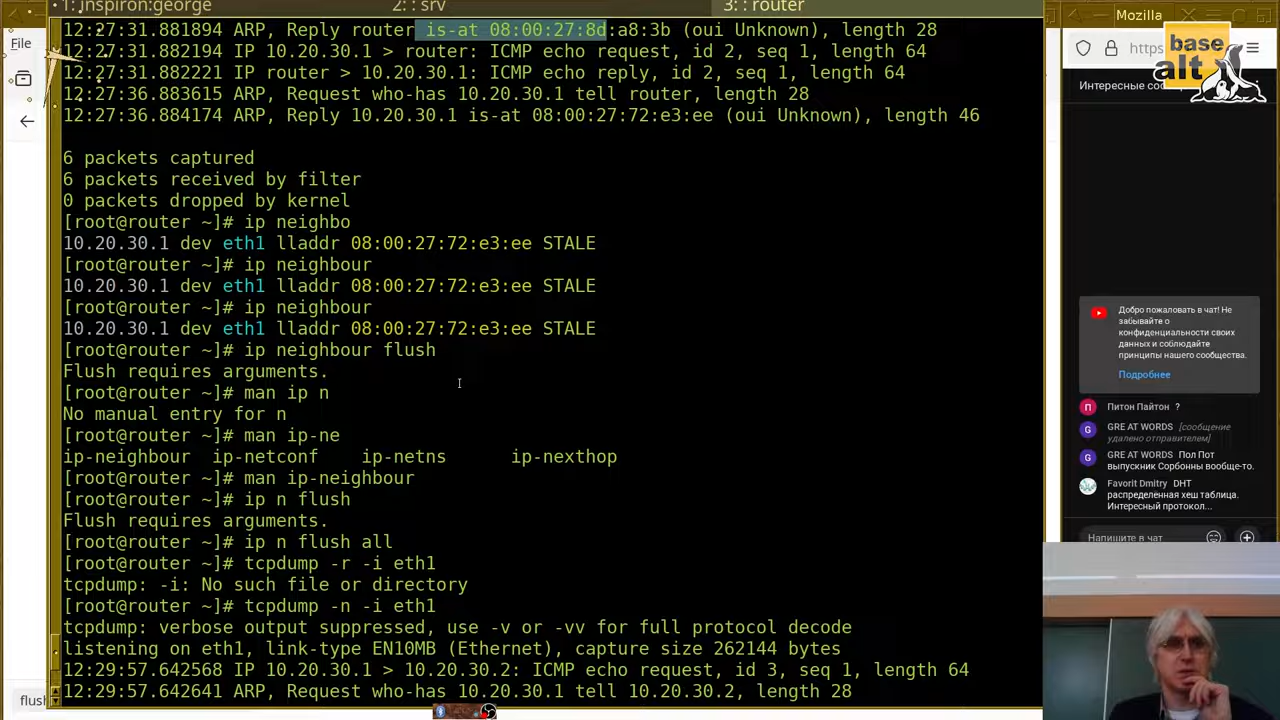 1: inspiron:george
2: : srv
3: : router
Mozilla
File
https
base
alt
Интересные со
12:27:31.881894 ARP, Reply router is-at 08:00:27:8d:a8:3b (oui Unknown), length 28
12:27:31.882194 IP 10.20.30.1 > router: ICMP echo request, id 2, seq 1, length 64
12:27:31.882221 IP router > 10.20.30.1: ICMP echo reply, id 2, seq 1, length 64
12:27:36.883615 ARP, Request who-has 10.20.30.1 tell router, length 28
12:27:36.884174 ARP, Reply 10.20.30.1 is-at 08:00:27:72:e3:ee (oui Unknown), length 46
6 packets captured
6 packets received by filter
0 packets dropped by kernel
[root@router ~]# ip neighbo
10.20.30.1 dev eth1 lladdr 08:00:27:72:e3:ee STALE
[root@router ~]# ip neighbour
10.20.30.1 dev eth1 lladdr 08:00:27:72:e3:ee STALE
[root@router ~]# ip neighbour
10.20.30.1 dev eth1 lladdr 08:00:27:72:e3:ee STALE
[root@router ~]# ip neighbour flush
Flush requires arguments.
[root@router ~]# man ip n
No manual entry for n
[root@router ~]# man ip-ne
ip-neighbour ip-netconf ip-netns ip-nexthop
[root@router ~]# man ip-neighbour
[root@router ~]# ip n flush
Flush requires arguments.
[root@router ~]# ip n flush all
[root@router ~]# tcpdump -r -i eth1
tcpdump: -i: No such file or directory
[root@router ~]# tcpdump -n -i eth1
tcpdump: verbose output suppressed, use -v or -vv for full protocol decode
listening on eth1, link-type EN10MB (Ethernet), capture size 262144 bytes
12:29:57.642568 IP 10.20.30.1 > 10.20.30.2: ICMP echo request, id 3, seq 1, length 64
12:29:57.642641 ARP, Request who-has 10.20.30.1 tell 10.20.30.2, length 28
flush
Добро пожаловать в чат! Не
забывайте о
конфиденциальности своих
данных и соблюдайте
принципы нашего сообщества.
Подробнее
П
Питон Пайтон ?
G
GRE AT WORDS [сообщение
удалено отправителем]
G
GRE AT WORDS Пол Пот
выпускник Сорбонны вообще-то.
Favorit Dmitry DHT
распределенная хеш таблица.
Интересный протокол...
Напишите в чат